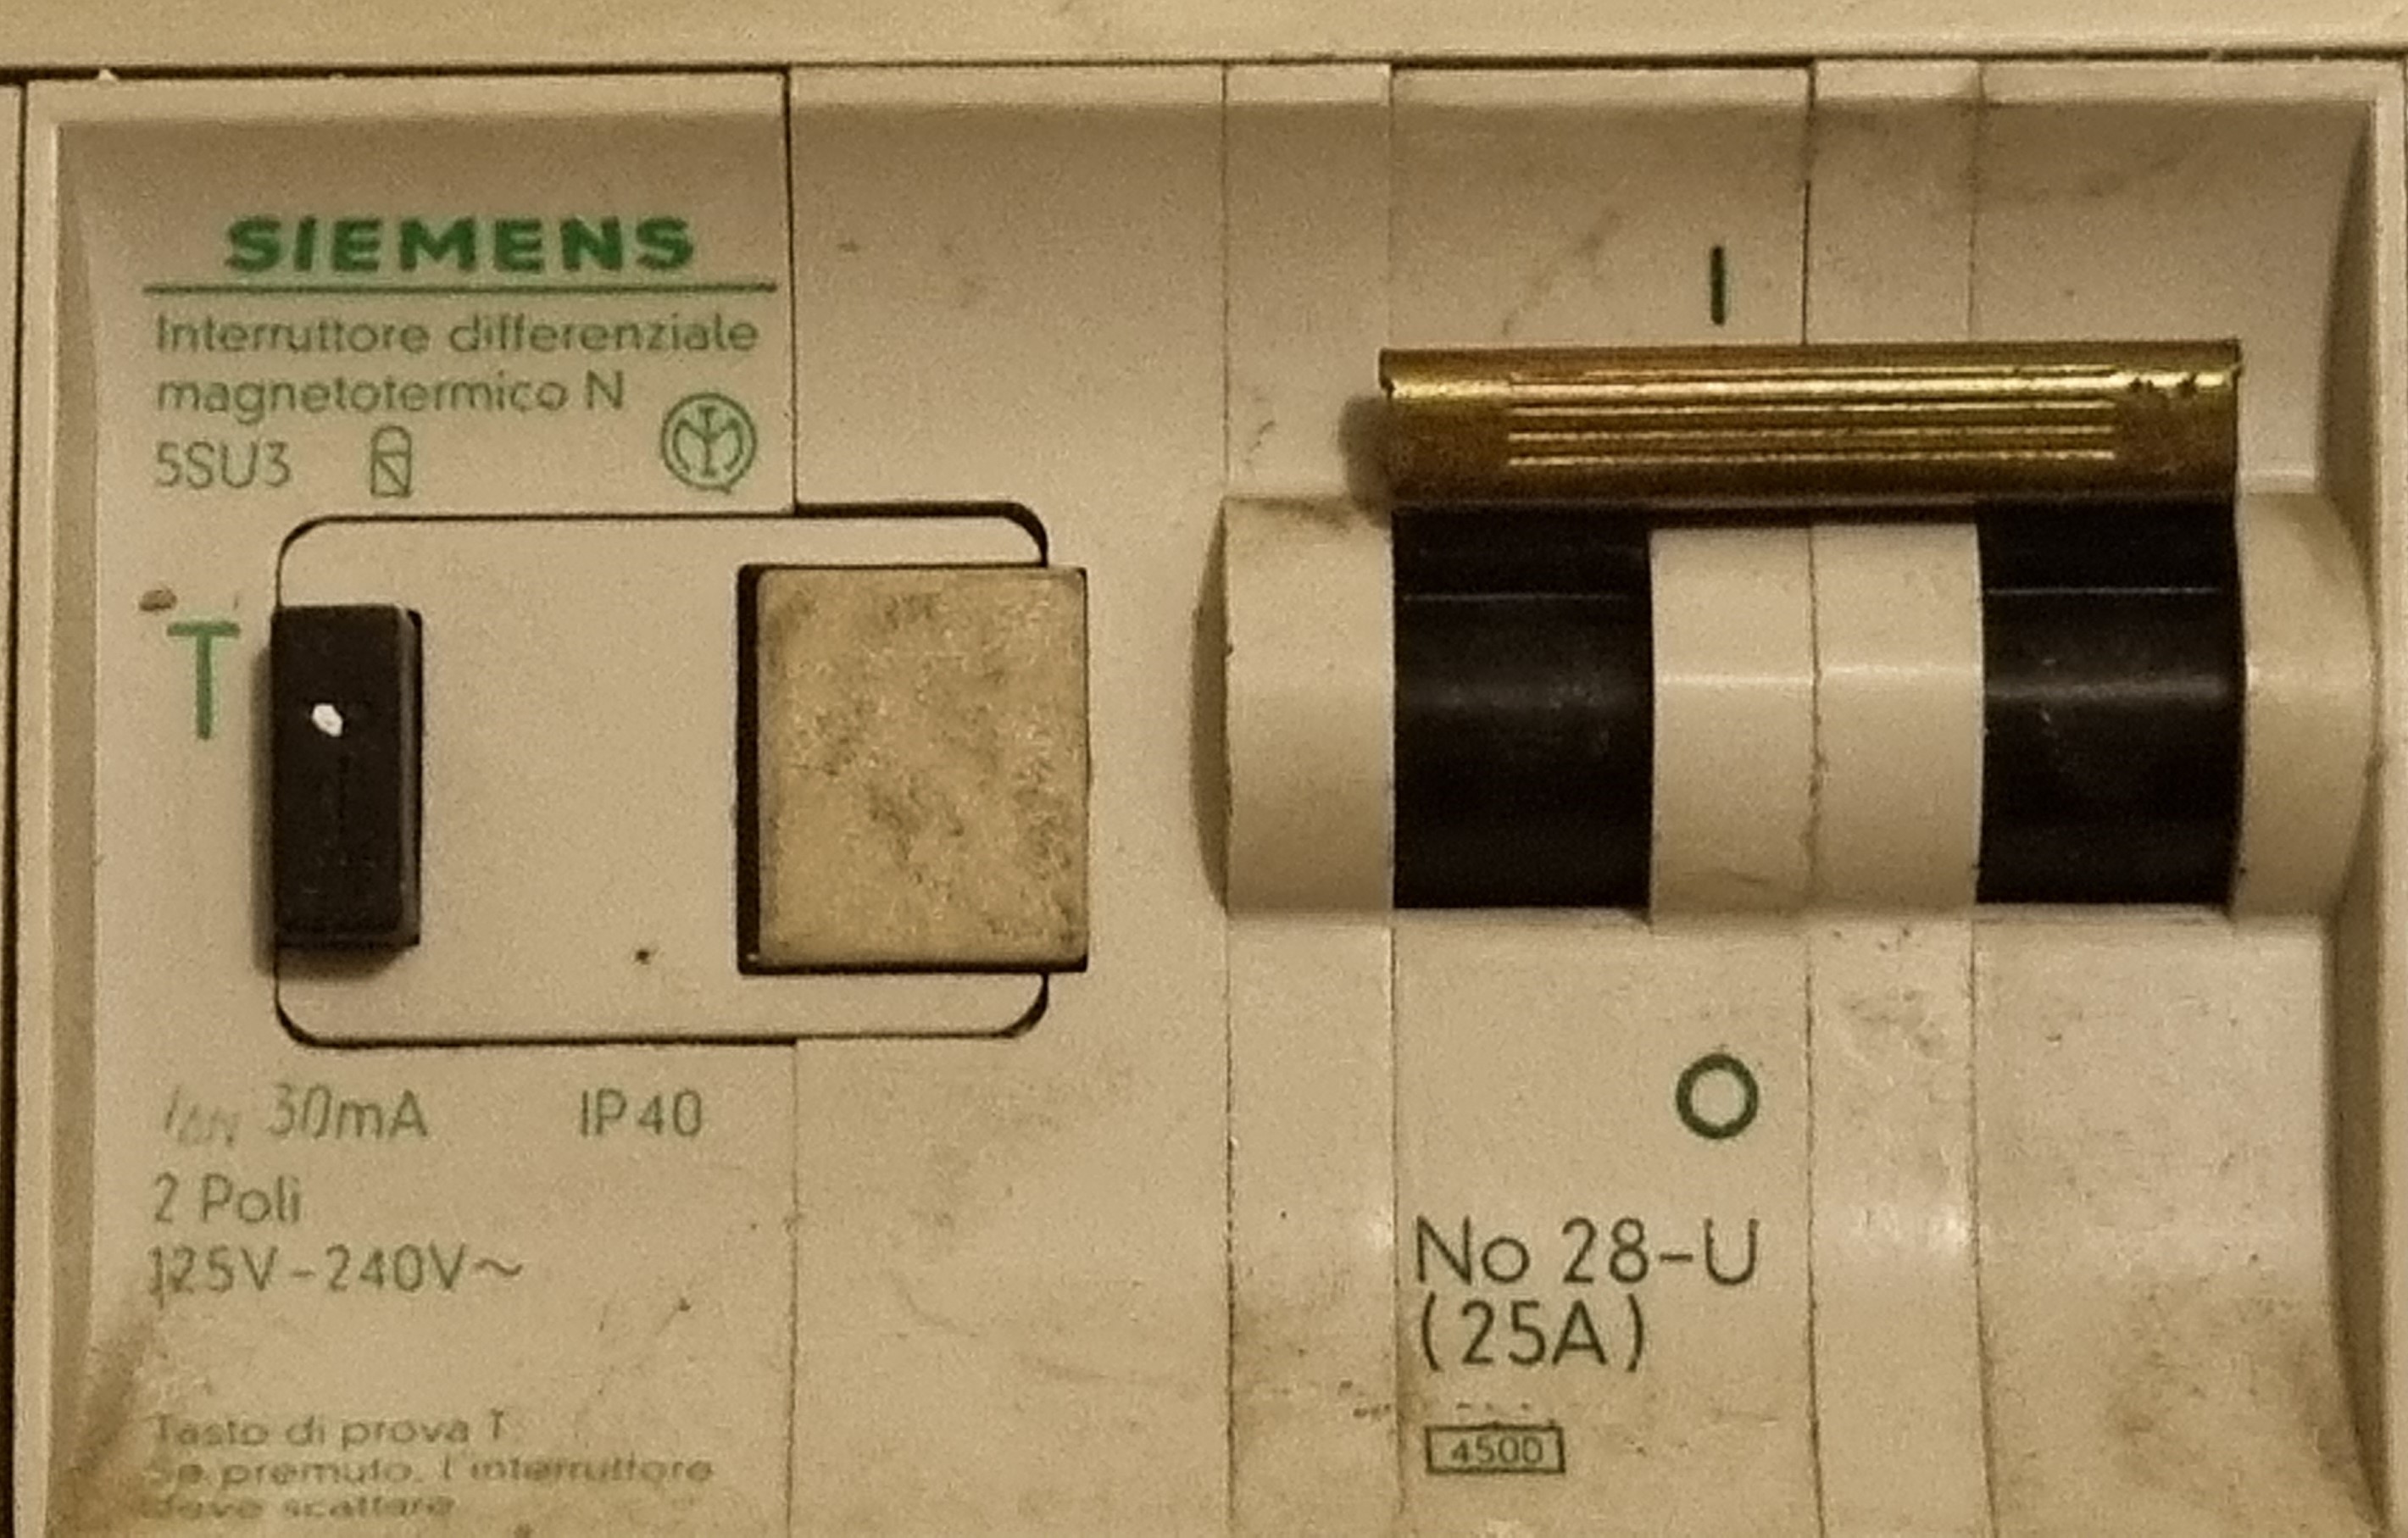 SIEMENS
Interruttore differenziale
magnetotermico N
5SU3
T
I
IΔN 30mA IP40
2 Poli
125V-240V~
O
No 28-U
(25A)
4500
Tasto di prova T
Se premuto, l'interruttore
deve scattare